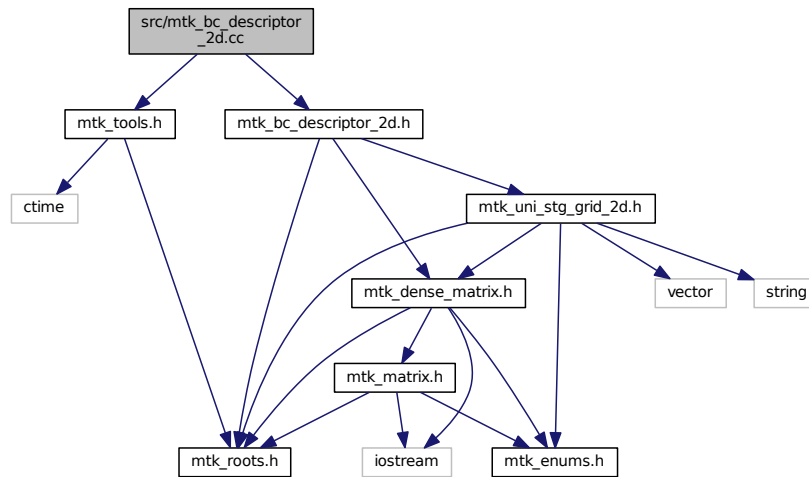 src/mtk_bc_descriptor
_2d.cc
mtk_tools.h
mtk_bc_descriptor_2d.h
ctime
mtk_uni_stg_grid_2d.h
mtk_dense_matrix.h
vector
string
mtk_matrix.h
mtk_roots.h
iostream
mtk_enums.h